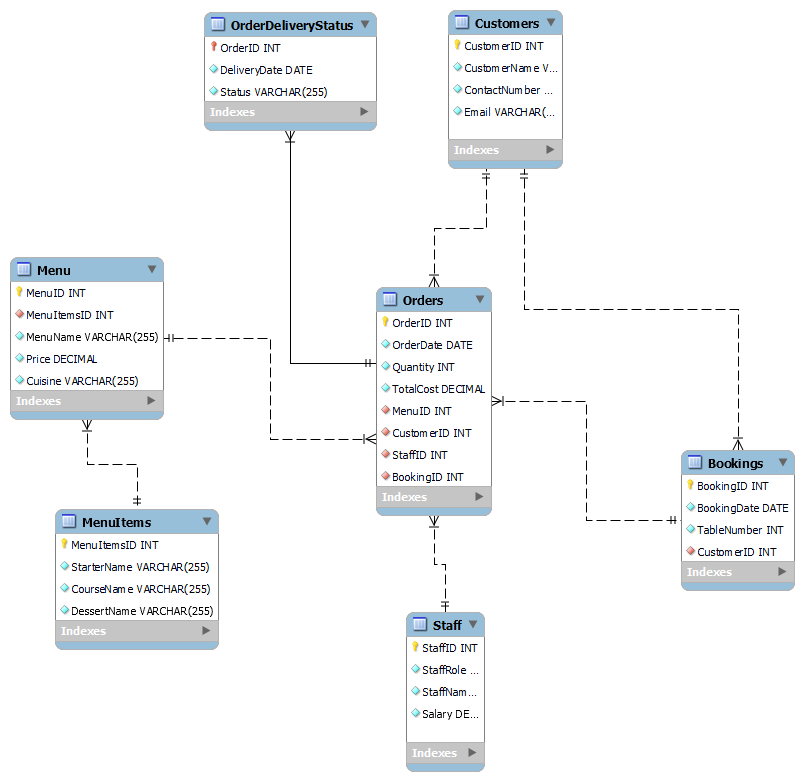 OrderDeliveryStatus
OrderID INT
DeliveryDate DATE
Status VARCHAR(255)
Indexes
Customers
CustomerID INT
CustomerName V...
ContactNumber ...
Email VARCHAR(...
Indexes
Menu
MenuID INT
MenuItemsID INT
MenuName VARCHAR(255)
Price DECIMAL
Cuisine VARCHAR(255)
Indexes
Orders
OrderID INT
OrderDate DATE
Quantity INT
TotalCost DECIMAL
MenuID INT
CustomerID INT
StaffID INT
BookingID INT
Indexes
Bookings
BookingID INT
BookingDate DATE
TableNumber INT
CustomerID INT
Indexes
MenuItems
MenuItemsID INT
StarterName VARCHAR(255)
CourseName VARCHAR(255)
DessertName VARCHAR(255)
Indexes
Staff
StaffID INT
StaffRole ...
StaffNam...
Salary DE...
Indexes